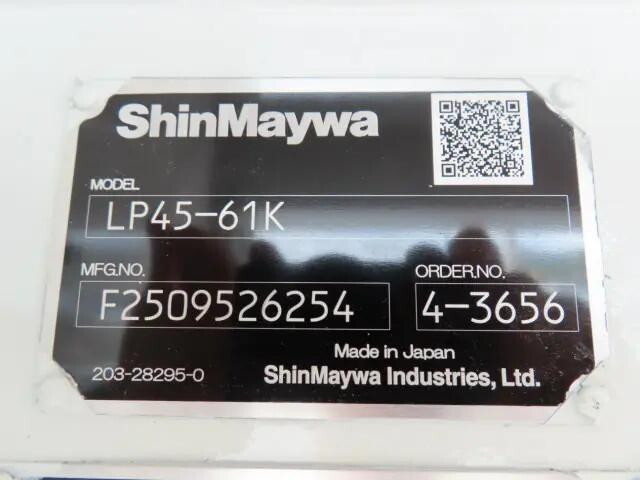 ShinMaywa
MODEL
LP45-61K
MFG.NO. ORDER.NO.
F2509526254 4-3656
Made in Japan
203-28295-0 ShinMaywa Industries, Ltd.